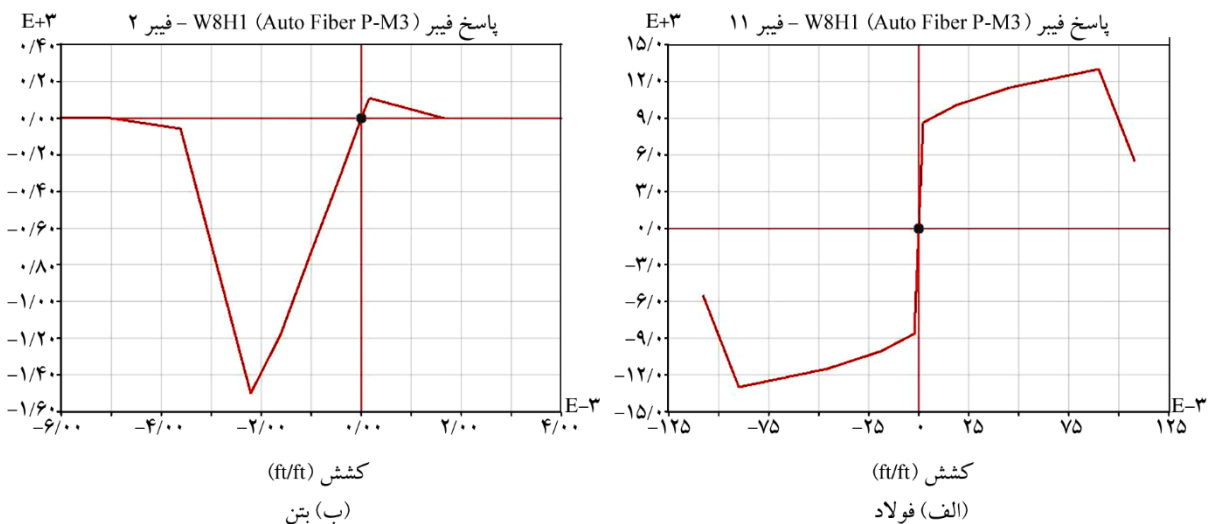 پاسخ فیبر W8H1 (Auto Fiber P-M3) – فیبر ۱۱
E+۳
۱۵/۰
۱۲/۰
۹/۰
۶/۰
۳/۰
۰/۰
–۳/۰
–۶/۰
–۹/۰
–۱۲/۰
–۱۵/۰
–۱۲۵ –۷۵ –۲۵ ۰ ۲۵ ۷۵ ۱۲۵
E–۳
کشش (ft/ft)
(الف) فولاد
پاسخ فیبر W8H1 (Auto Fiber P-M3) – فیبر ۲
E+۳
۰/۴۰
۰/۲۰
۰/۰۰
–۰/۲۰
–۰/۴۰
–۰/۶۰
–۰/۸۰
–۱/۰۰
–۱/۲۰
–۱/۴۰
–۱/۶۰
–۶/۰۰ –۴/۰۰ –۲/۰۰ ۰/۰۰ ۲/۰۰ ۴/۰۰
E–۳
کشش (ft/ft)
(ب) بتن